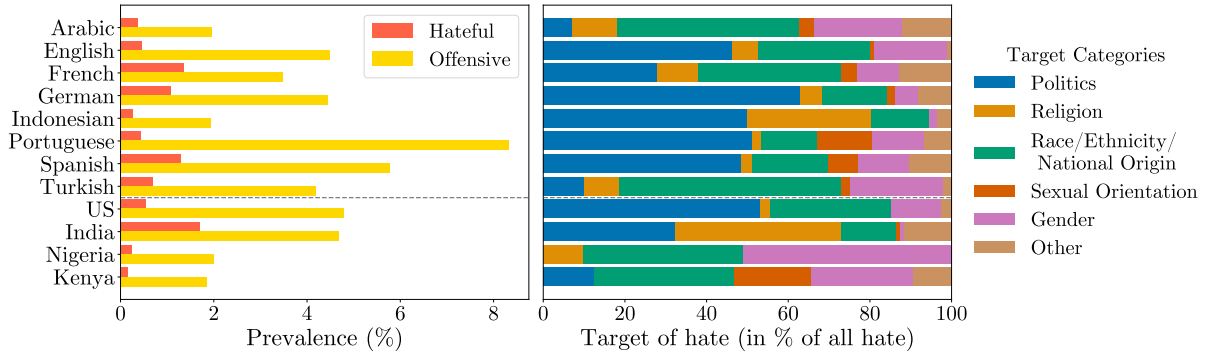 Arabic
English
French
German
Indonesian
Portuguese
Spanish
Turkish
US
India
Nigeria
Kenya
Hateful
Offensive
0 2 4 6 8
Prevalence (%)
0 20 40 60 80 100
Target of hate (in % of all hate)
Target Categories
Politics
Religion
Race/Ethnicity/
National Origin
Sexual Orientation
Gender
Other